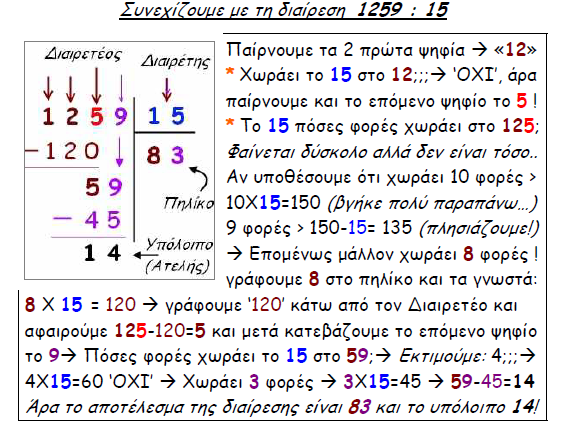 Συνεχίζουμε με τη διαίρεση 1259 : 15
Διαιρετέος Διαιρέτης
1 2 5 9 1 5
-1 2 0 8 3
5 9
Πηλίκο
- 4 5
1 4 Υπόλοιπο
(Ατελής)
Παίρνουμε τα 2 πρώτα ψηφία → «12»
* Χωράει το 15 στο 12;;;→ ‘ΟΧΙ’, άρα
παίρνουμε και το επόμενο ψηφίο το 5 !
* Το 15 πόσες φορές χωράει στο 125;
Φαίνεται δύσκολο αλλά δεν είναι τόσο..
Αν υποθέσουμε ότι χωράει 10 φορές >
10Χ15=150 (βγήκε πολύ παραπάνω...)
9 φορές > 150-15= 135 (πλησιάζουμε!)
→ Επομένως μάλλον χωράει 8 φορές !
γράφουμε 8 στο πηλίκο και τα γνωστά:
8 Χ 15 = 120 → γράφουμε ‘120’ κάτω από τον Διαιρετέο και
αφαιρούμε 125-120=5 και μετά κατεβάζουμε το επόμενο ψηφίο
το 9→ Πόσες φορές χωράει το 15 στο 59;→ Εκτιμούμε: 4;;;→
4Χ15=60 ‘ΟΧΙ’ → Χωράει 3 φορές → 3Χ15=45 → 59-45=14
Άρα το αποτέλεσμα της διαίρεσης είναι 83 και το υπόλοιπο 14!